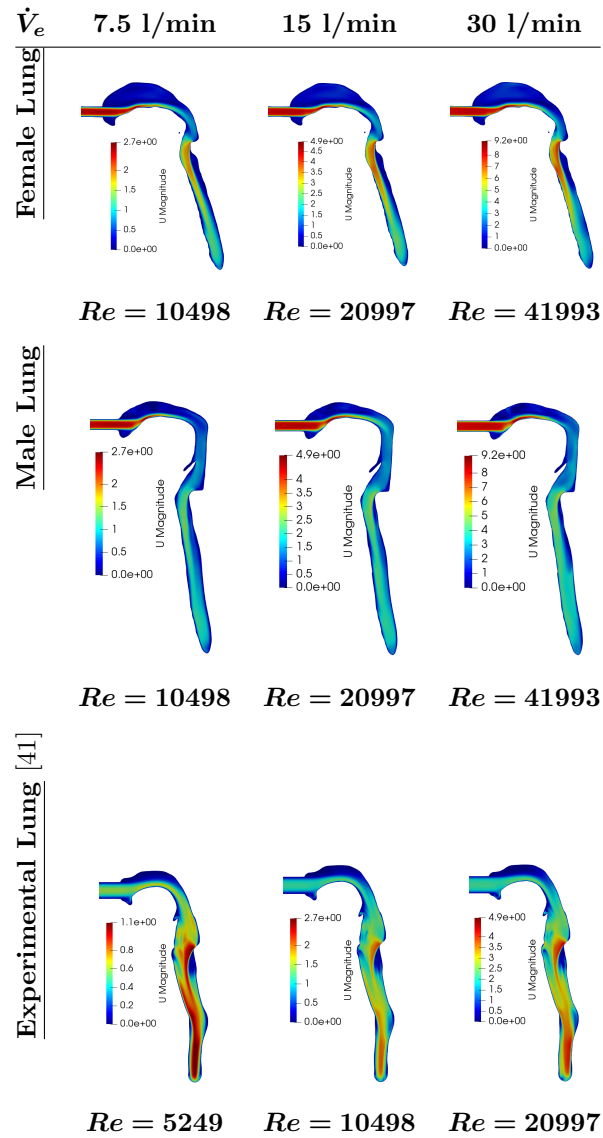 V̇e 7.5 l/min 15 l/min 30 l/min
Female Lung
2.7e+00
2
1.5
1
0.5
0.0e+00
U Magnitude
4.9e+00
4.5
4
3.5
3
2.5
2
1.5
1
0.5
0.0e+00
U Magnitude
9.2e+00
8
7
6
5
4
3
2
1
0.0e+00
U Magnitude
Re = 10498 Re = 20997 Re = 41993
Male Lung
2.7e+00
2
1.5
1
0.5
0.0e+00
U Magnitude
4.9e+00
4
3.5
3
2.5
2
1.5
1
0.5
0.0e+00
U Magnitude
9.2e+00
8
7
6
5
4
3
2
1
0.0e+00
U Magnitude
Re = 10498 Re = 20997 Re = 41993
Experimental Lung [41]
1.1e+00
0.8
0.6
0.4
0.2
0.0e+00
U Magnitude
2.7e+00
2
1.5
1
0.5
0.0e+00
U Magnitude
4.9e+00
4
3.5
3
2.5
2
1.5
1
0.5
0.0e+00
U Magnitude
Re = 5249 Re = 10498 Re = 20997